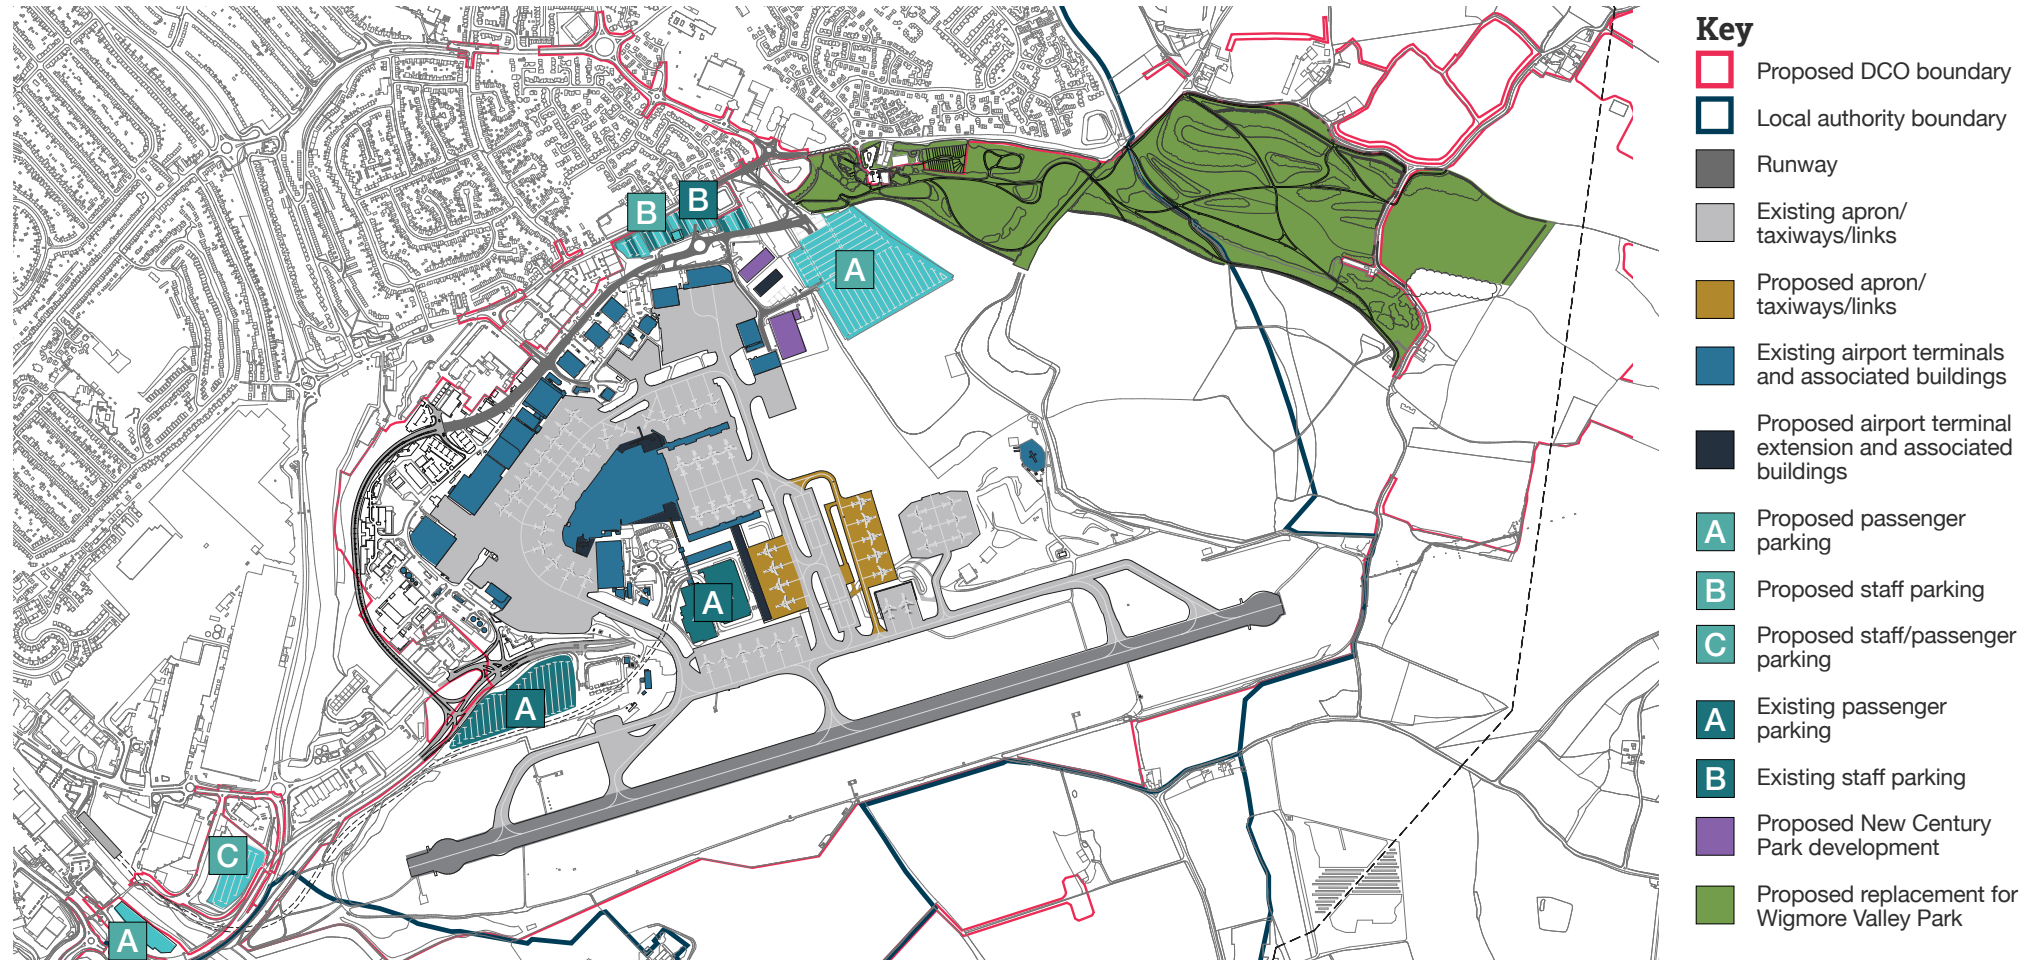 B
B
A
A
A
C
A
Key
Proposed DCO boundary
Local authority boundary
Runway
Existing apron/
taxiways/links
Proposed apron/
taxiways/links
Existing airport terminals
and associated buildings
Proposed airport terminal
extension and associated
buildings
A
Proposed passenger
parking
B
Proposed staff parking
C
Proposed staff/passenger
parking
A
Existing passenger
parking
B
Existing staff parking
Proposed New Century
Park development
Proposed replacement for
Wigmore Valley Park